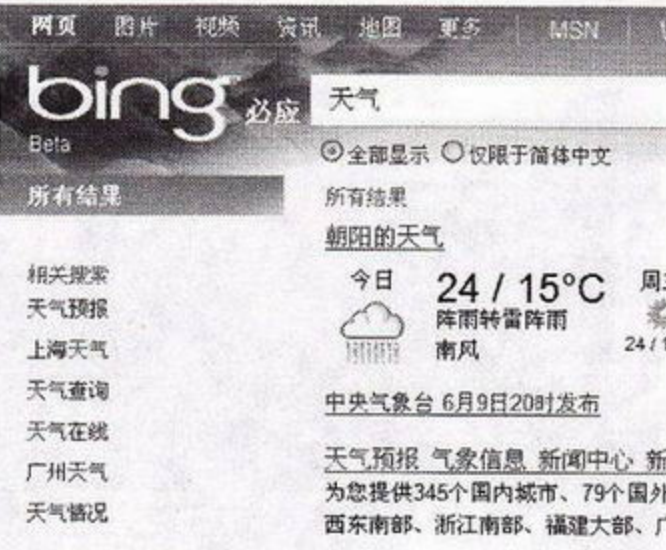 网页 图片 视频 资讯 地图 更多 | MSN |
bing 必应
Beta
天气
全部显示 仅限于简体中文
所有结果
所有结果
朝阳的天气
相关搜索
天气预报
上海天气
天气查询
天气在线
广州天气
天气情况
今日
24 / 15°C
阵雨转雷阵雨
南风
24 / 1
中央气象台 6月9日20时发布
天气预报 气象信息 新闻中心 新
为您提供345个国内城市、79个国外
西东南部、浙江南部、福建大部、广